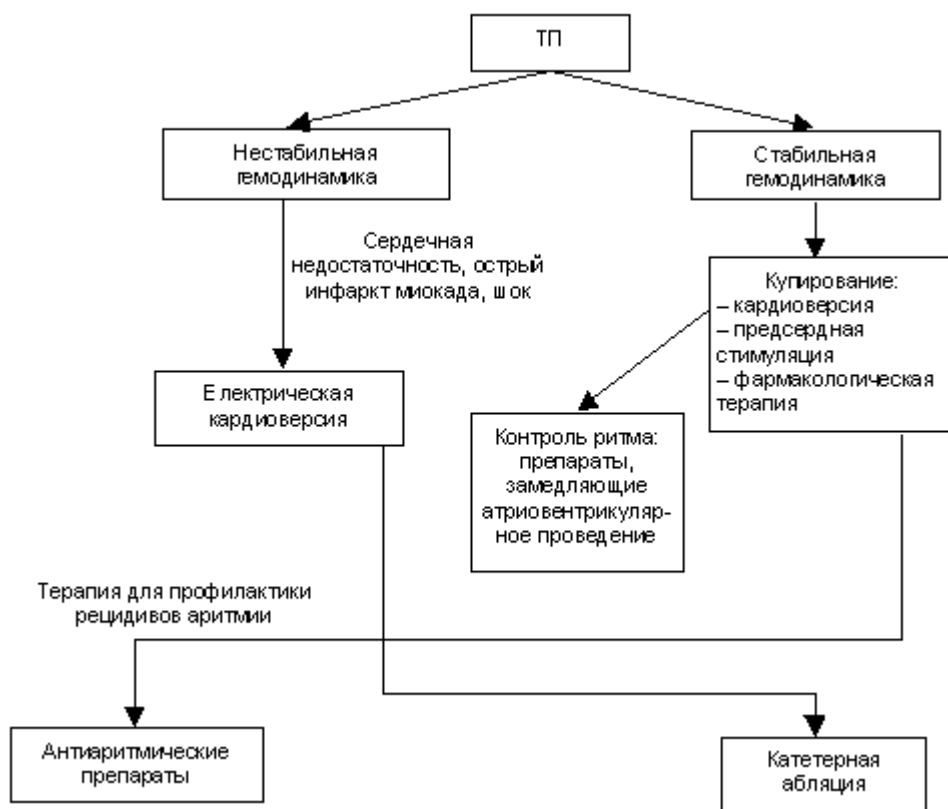 ТП
Нестабильная
гемодинамика
Стабильная
гемодинамика
Сердечная
недостаточность, острый
инфаркт миокада, шок
Купирование:
– кардиоверсия
– предсердная
стимуляция
– фармакологическая
терапия
Електрическая
кардиоверсия
Контроль ритма:
препараты,
замедляющие
атриовентрикуляр-
ное проведение
Терапия для профилактики
рецидивов аритмии
Антиаритмические
препараты
Катетерная
абляция